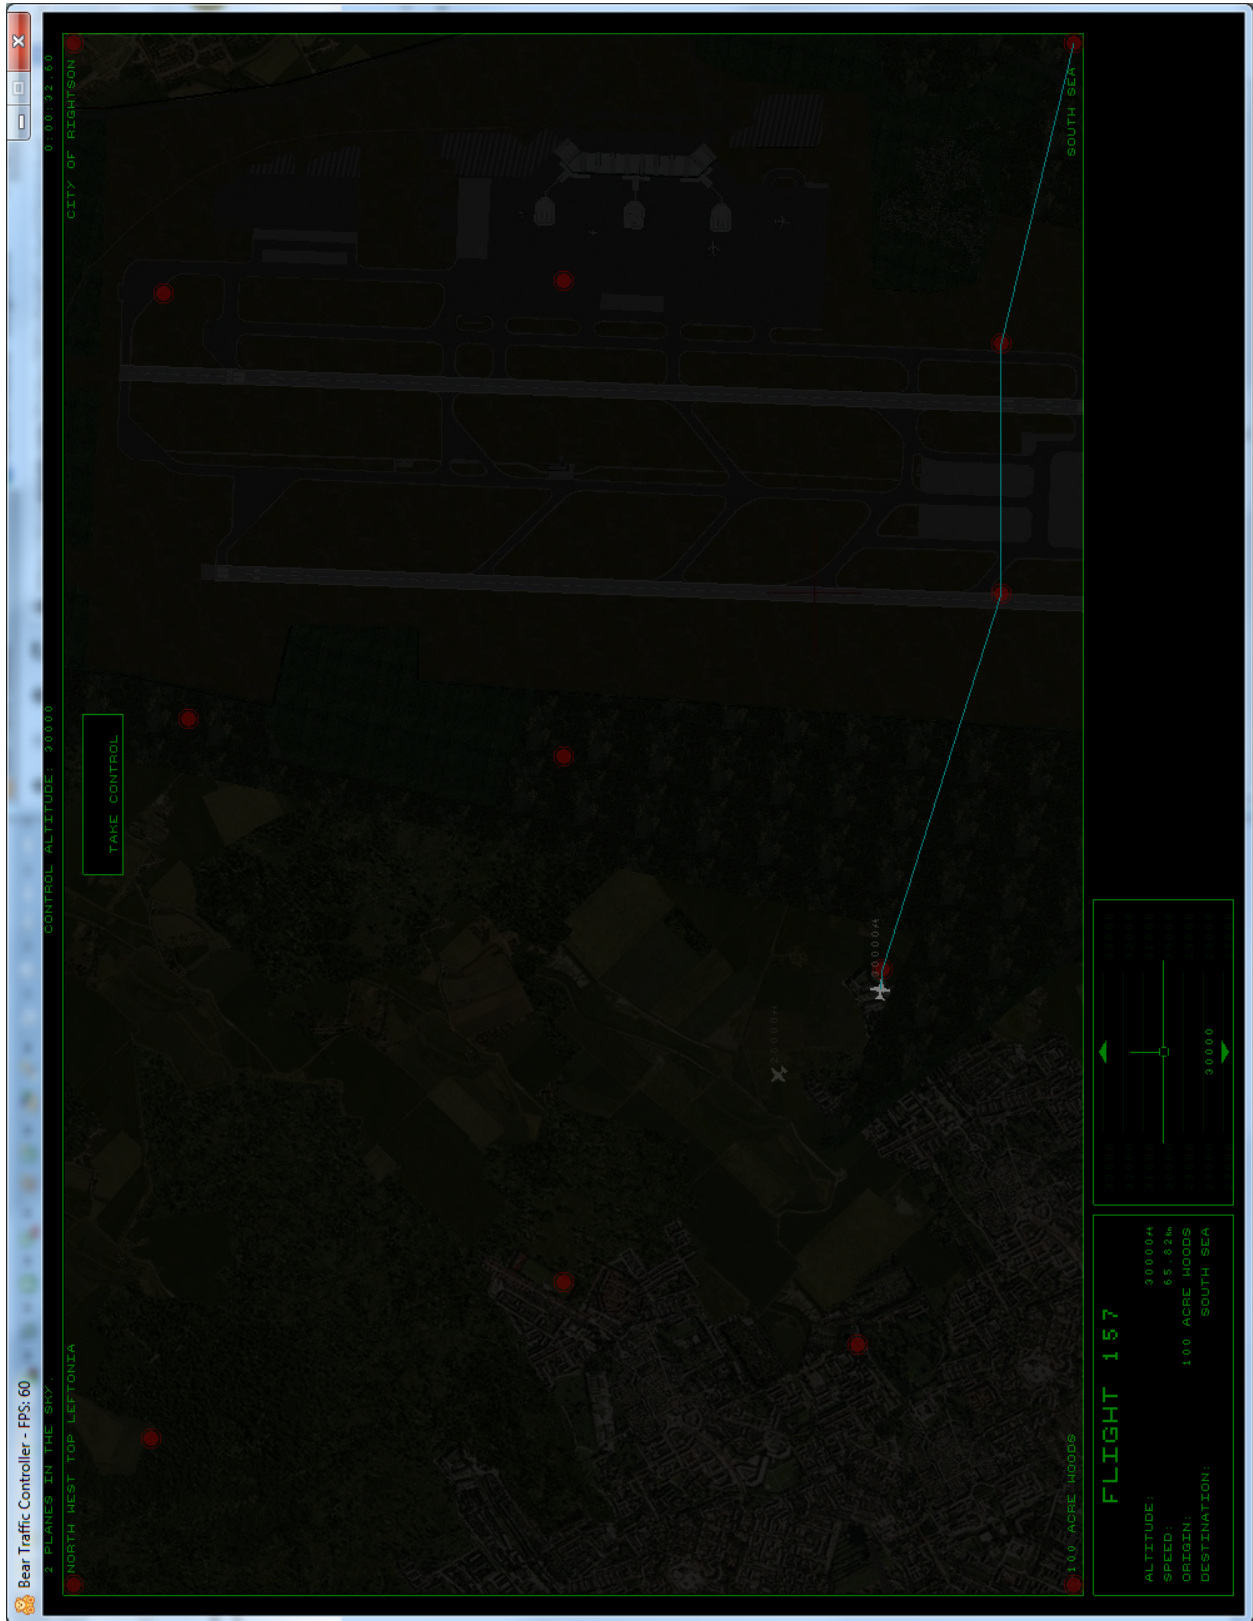 Bear Traffic Controller - FPS: 60
2 PLANES IN THE SKY.
CONTROL ALTITUDE: 30000
0:00:32.60
NORTH WEST TOP LEFTONIA
CITY OF RIGHTSON
TAKE CONTROL
30000ft
100 ACRE WOODS
SOUTH SEA
FLIGHT 157
ALTITUDE: 30000ft
SPEED: 65.82kn
ORIGIN: 100 ACRE WOODS
DESTINATION: SOUTH SEA
30000